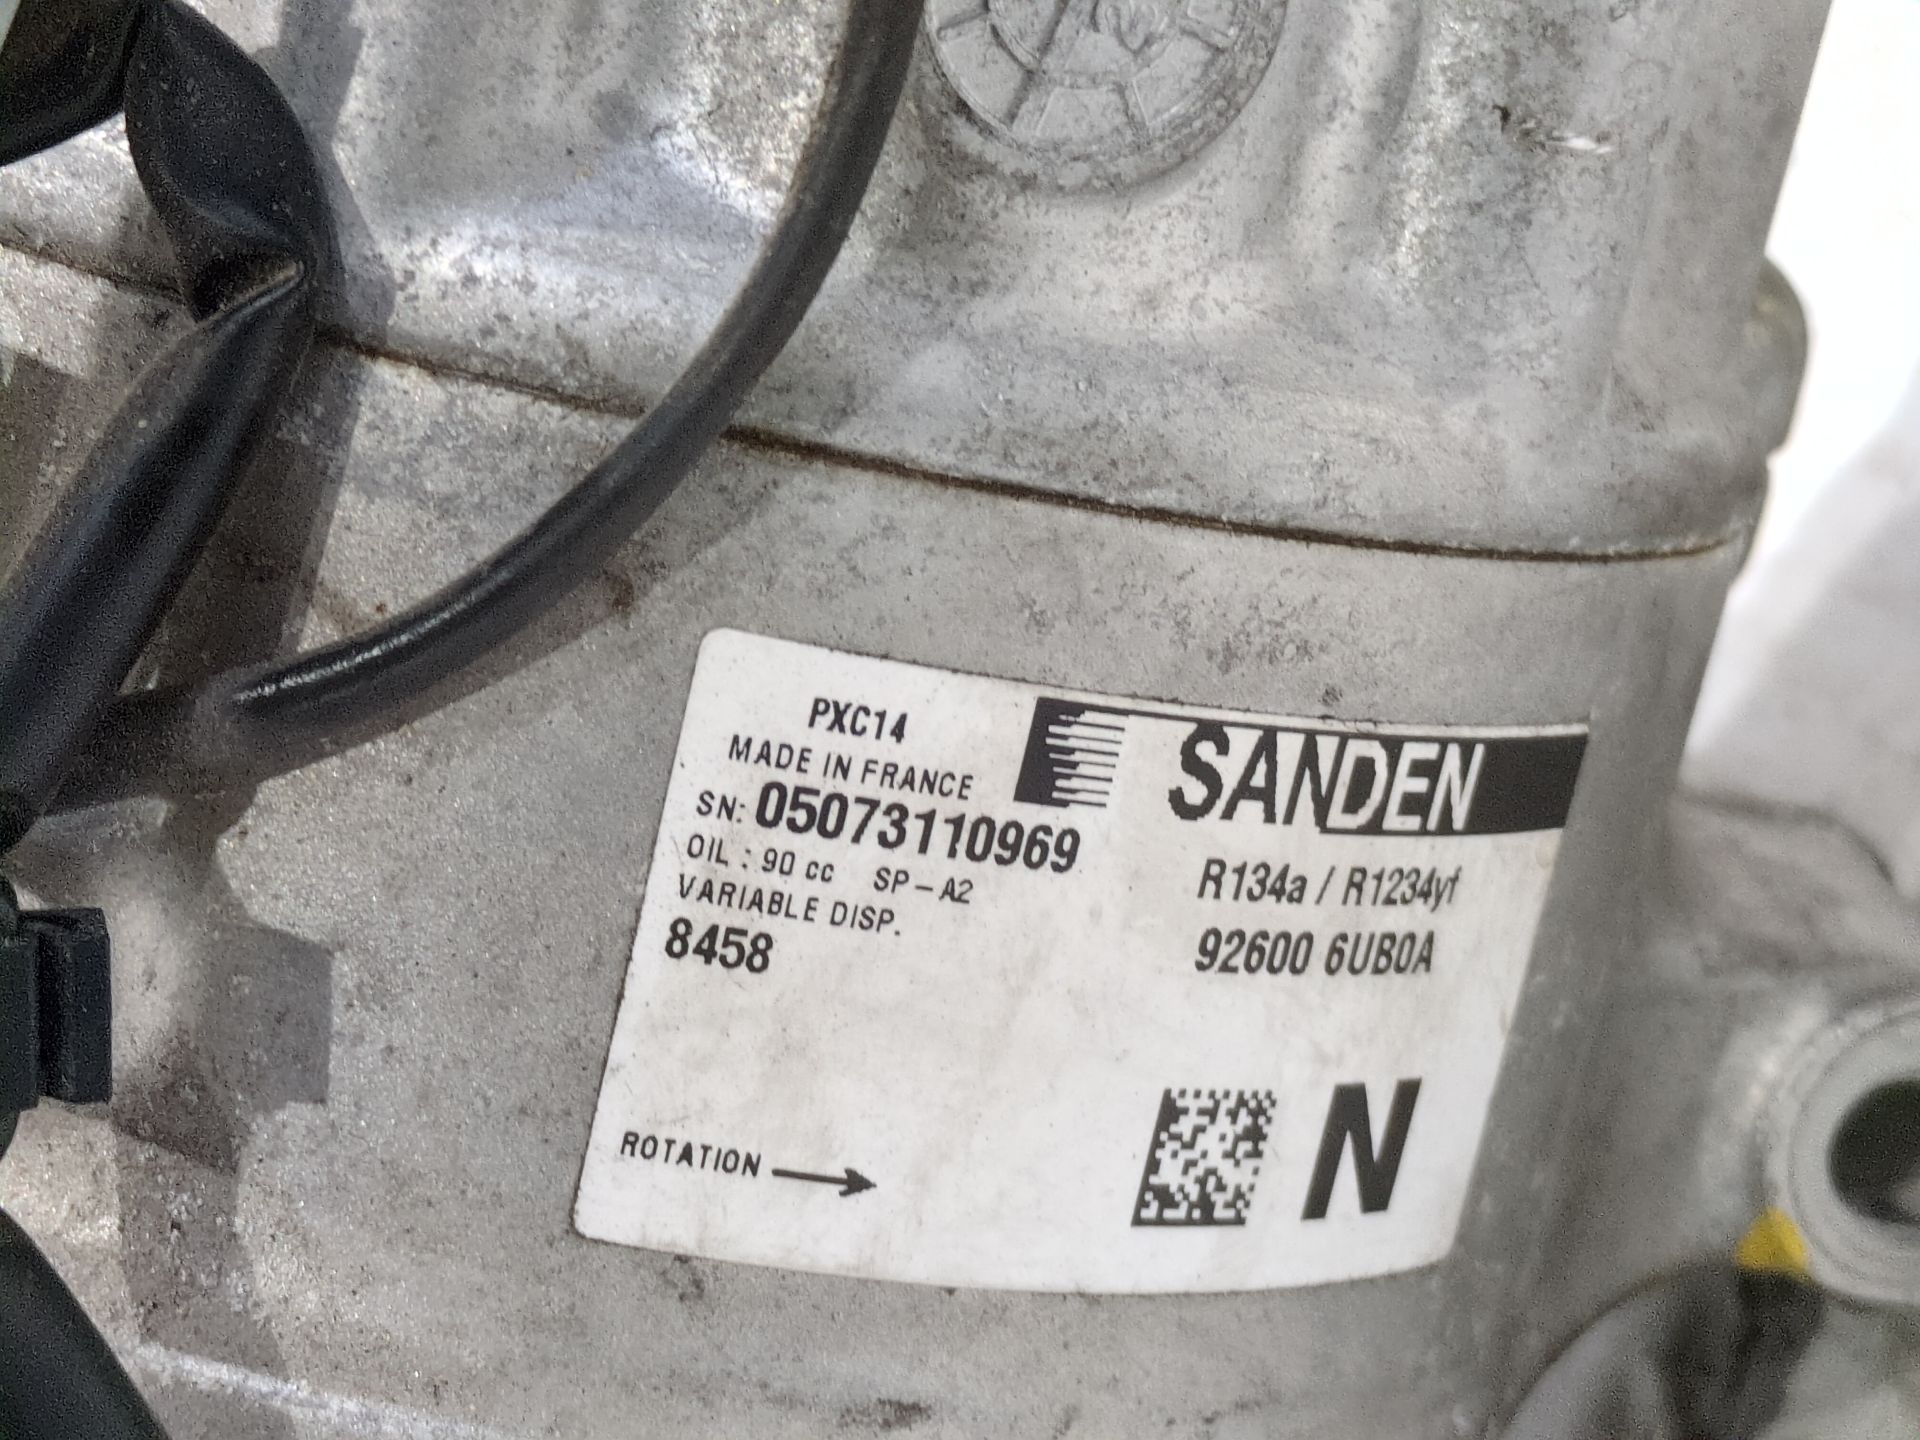 PXC14
MADE IN FRANCE
SN: 05073110969
OIL : 90 cc SP-A2
VARIABLE DISP.
8458
SANDEN
R134a / R1234yf
92600 6UB0A
ROTATION
N